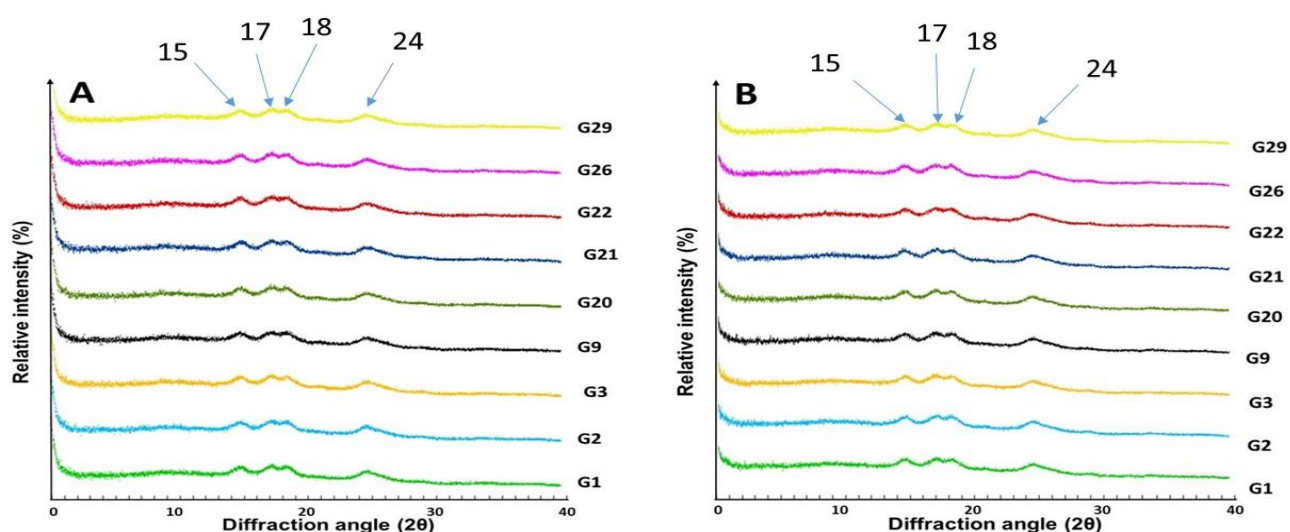 A
15
17
18
24
G29
G26
G22
G21
G20
G9
G3
G2
G1
Relative intensity (%)
0
10
20
30
40
Diffraction angle (2θ)
B
15
17
18
24
G29
G26
G22
G21
G20
G9
G3
G2
G1
Relative intensity (%)
0
10
20
30
40
Diffraction angle (2θ)